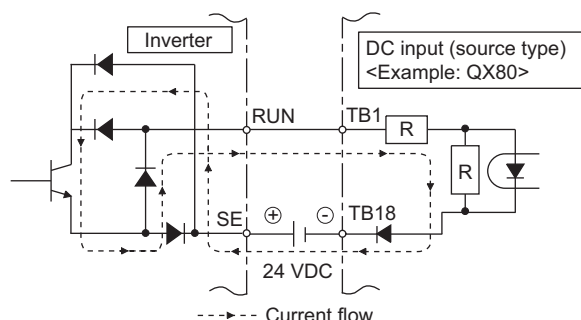 Inverter
DC input (source type)
<Example: QX80>
RUN
TB1
R
R
SE
⊕
⊖
TB18
24 VDC
Current flow